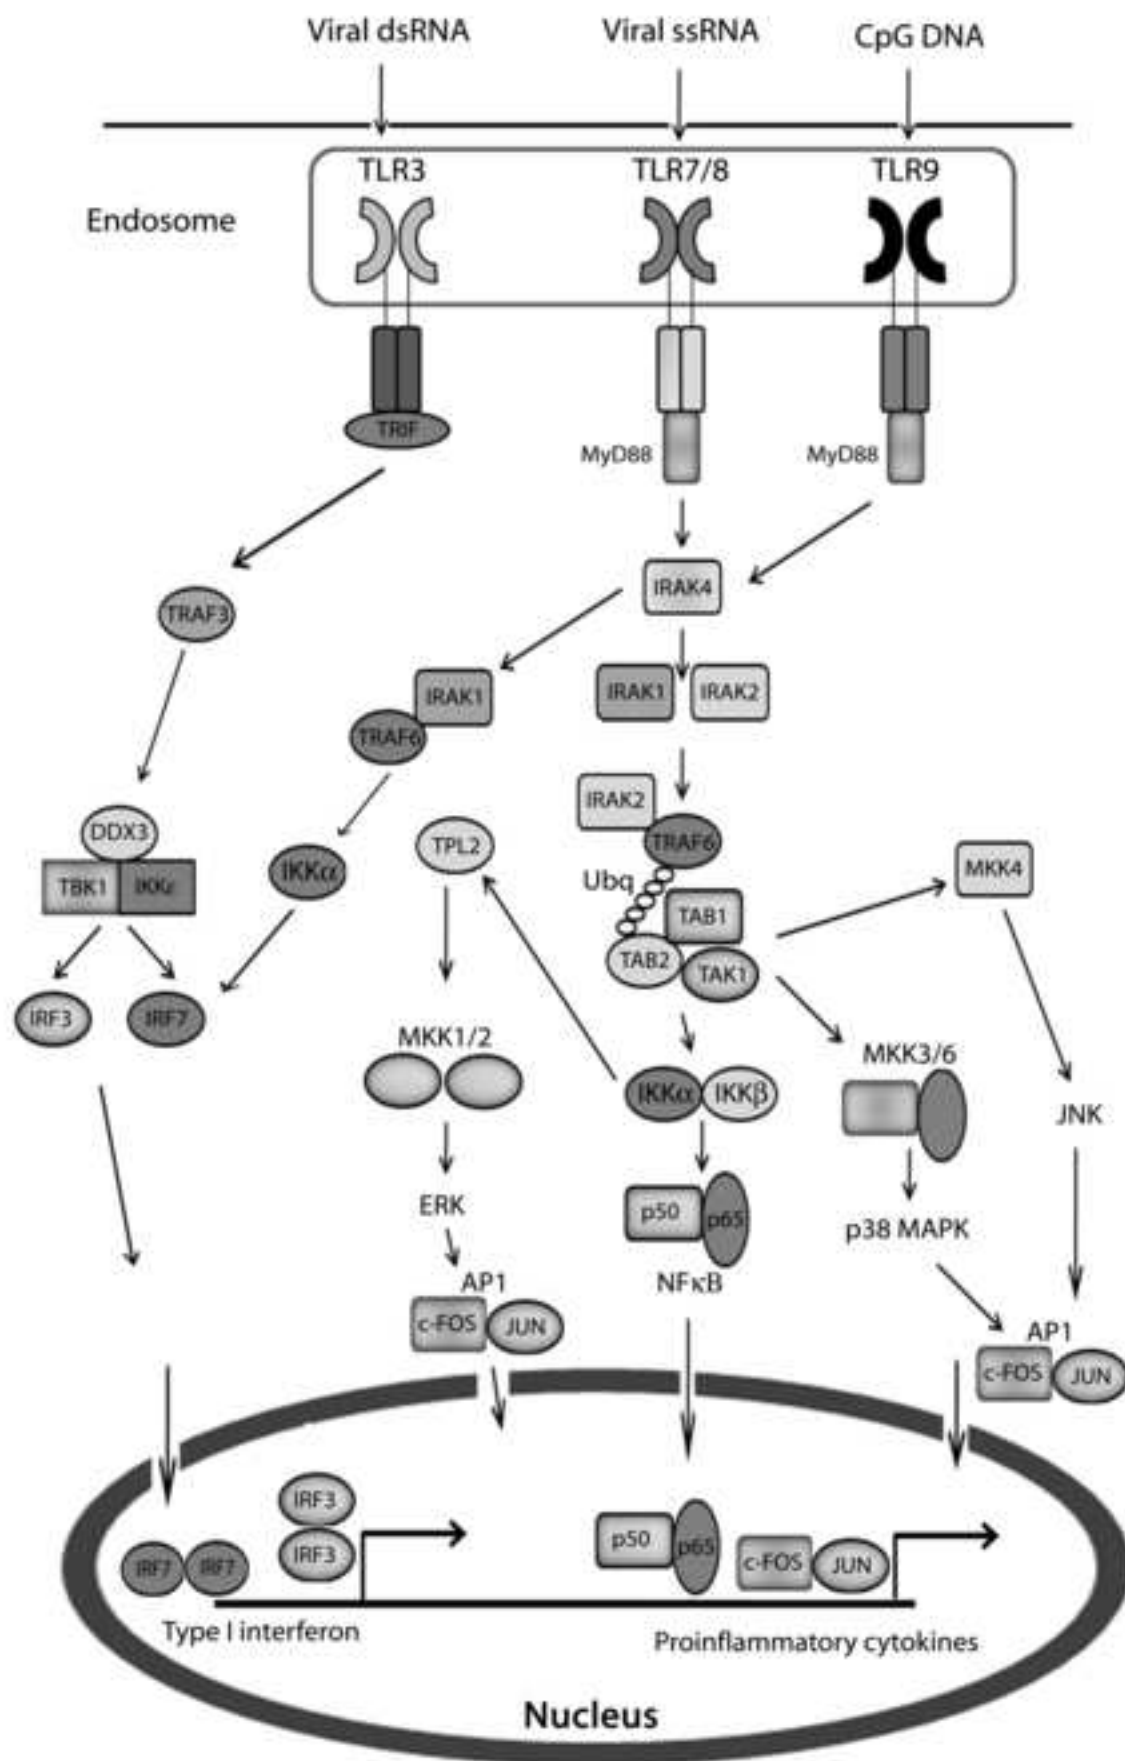 Viral dsRNA
Viral ssRNA
CpG DNA
TLR3
TLR7/8
TLR9
Endosome
TRIF
MyD88
MyD88
IRAK4
TRAF3
IRAK1
TRAF6
IRAK1
IRAK2
IRAK2
TRAF6
DDX3
TBK1
IKKε
IKKα
TPL2
Ubq
TAB1
TAB2
TAK1
MKK4
IRF3
IRF7
MKK1/2
IKKα
IKKβ
MKK3/6
JNK
ERK
p50
p65
NFκB
p38 MAPK
AP1
c-FOS
JUN
AP1
c-FOS
JUN
IRF3
IRF3
IRF7
IRF7
p50
p65
c-FOS
JUN
Type I interferon
Proinflammatory cytokines
Nucleus